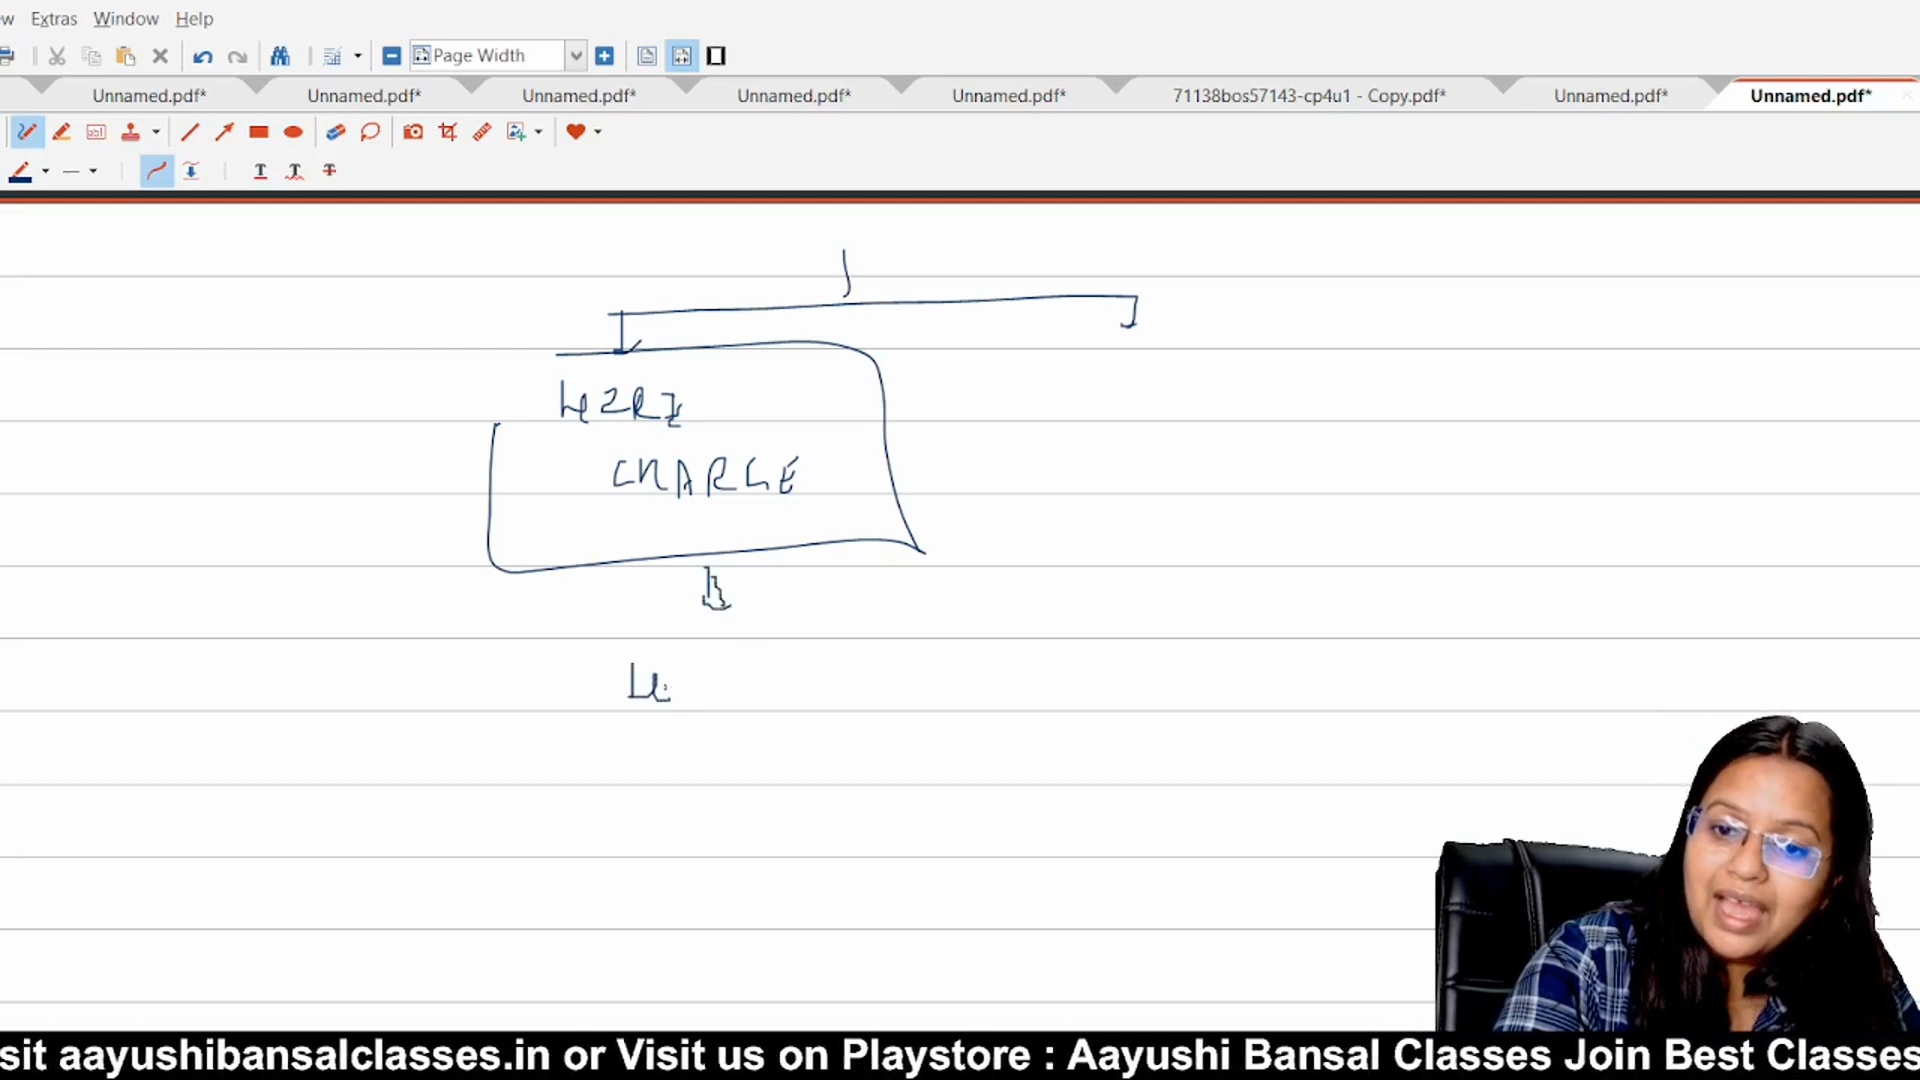 Extras Window Help
Page Width
Unnamed.pdf* Unnamed.pdf* Unnamed.pdf* Unnamed.pdf* Unnamed.pdf* 71138bos57143-cp4u1 - Copy.pdf* Unnamed.pdf* Unnamed.pdf*
CHARGE
sit aayushibansalclasses.in or Visit us on Playstore : Aayushi Bansal Classes Join Best Classes